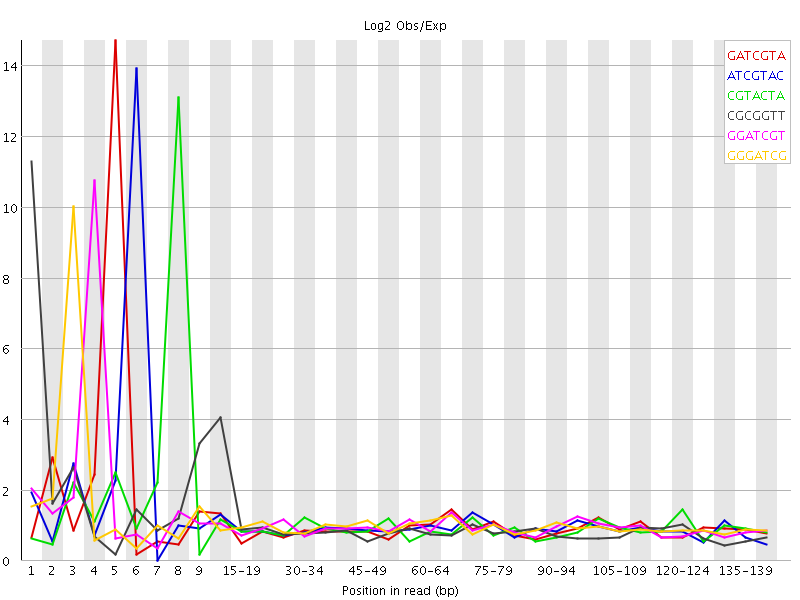 Log2 Obs/Exp
GATCGTA
ATCGTAC
CGTACTA
CGCGGTT
GGATCGT
GGGATCG
14
12
10
8
6
4
2
0
1 2 3 4 5 6 7 8 9 15-19 30-34 45-49 60-64 75-79 90-94 105-109 120-124 135-139
Position in read (bp)